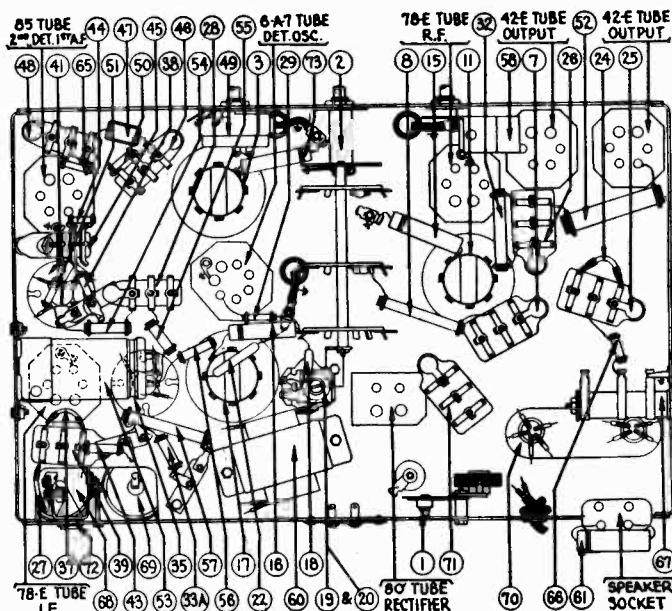 85 TUBE
2ND DET. 1ST A.F.
6-A-7 TUBE
DET. OSC.
78-E TUBE
R.F.
42-E TUBE
OUTPUT
42-E TUBE
OUTPUT
48 41 65 44 51 47 50 45 38 46 54 28 49 55 3 29 73 2 8 15 11 32 58 7 26 52 24 25
27 37 72 68 39 43 69 53 35 33A 57 56 17 22 16 60 18 19 & 20 1 71 70 66 61 67
78-E TUBE
I.F.
80 TUBE
RECTIFIER
SPEAKER
SOCKET